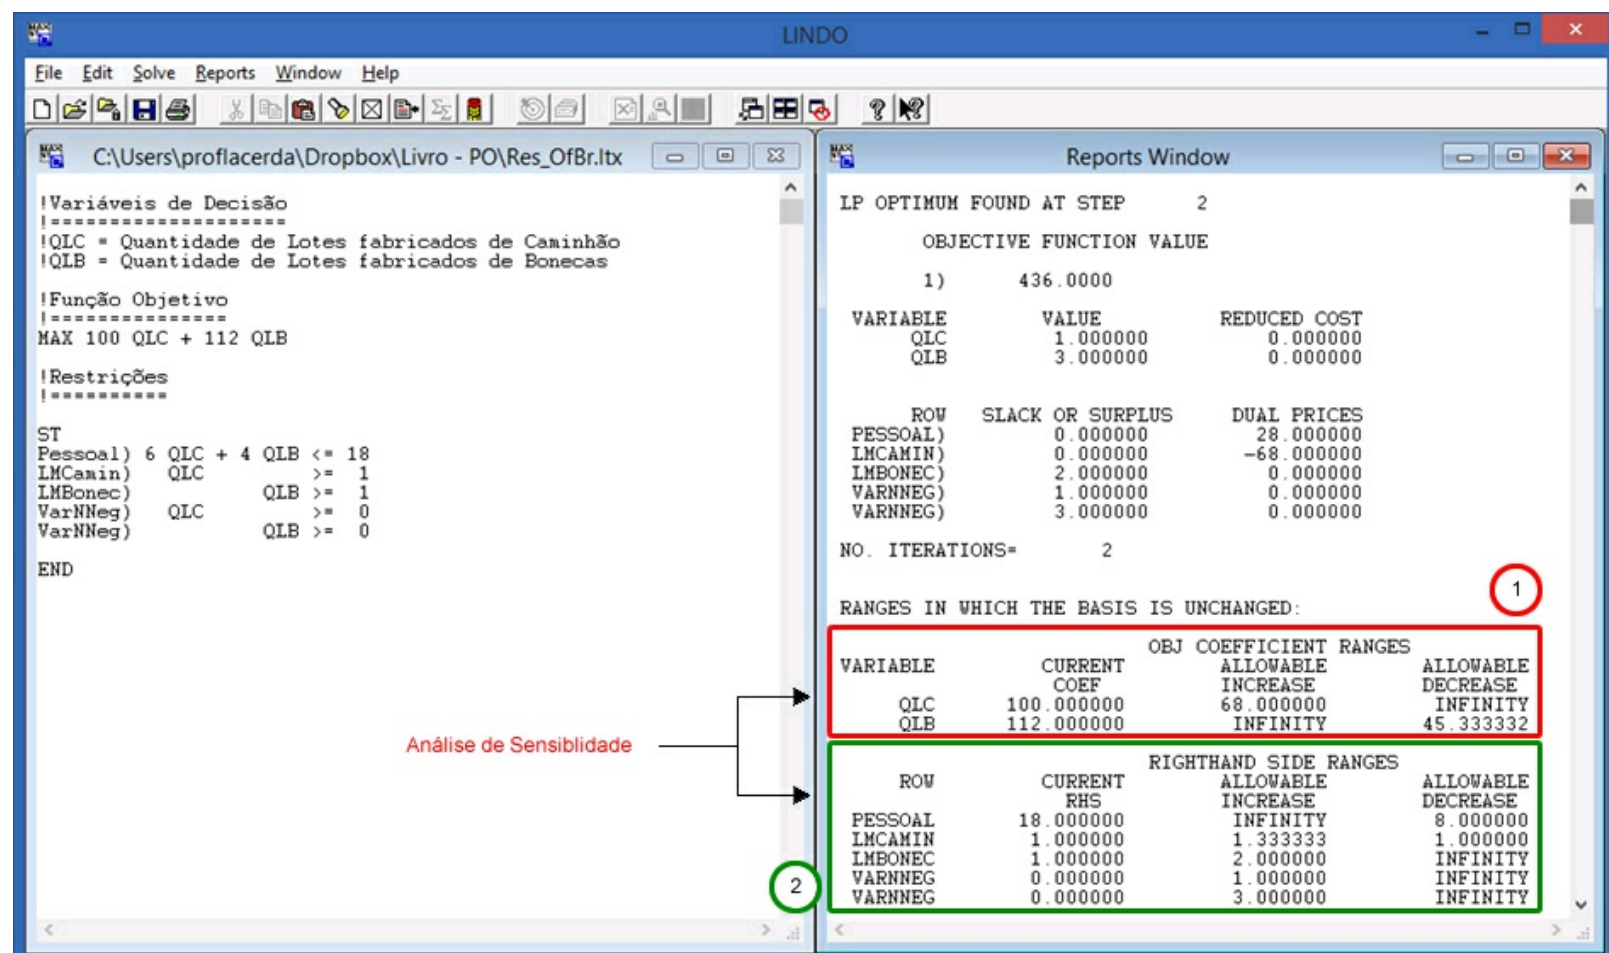 LINDO
File Edit Solve Reports Window Help
C:\Users\proflacerda\Dropbox\Livro - PO\Res_OfBr.ltx
!Variáveis de Decisão
!====================
!QLC = Quantidade de Lotes fabricados de Caminhão
!QLB = Quantidade de Lotes fabricados de Bonecas
!Função Objetivo
!===============
MAX 100 QLC + 112 QLB
!Restrições
!==========
ST
Pessoal) 6 QLC + 4 QLB <= 18
LMCamin) QLC >= 1
LMBonec) QLB >= 1
VarNNeg) QLC >= 0
VarNNeg) QLB >= 0
END
Análise de Sensiblidade
Reports Window
LP OPTIMUM FOUND AT STEP 2
OBJECTIVE FUNCTION VALUE
1) 436.0000
VARIABLE VALUE REDUCED COST
QLC 1.000000 0.000000
QLB 3.000000 0.000000
ROW SLACK OR SURPLUS DUAL PRICES
PESSOAL) 0.000000 28.000000
LMCAMIN) 0.000000 -68.000000
LMBONEC) 2.000000 0.000000
VARNNEG) 1.000000 0.000000
VARNNEG) 3.000000 0.000000
NO. ITERATIONS= 2
RANGES IN WHICH THE BASIS IS UNCHANGED:
1
OBJ COEFFICIENT RANGES
VARIABLE CURRENT ALLOWABLE ALLOWABLE
COEF INCREASE DECREASE
QLC 100.000000 68.000000 INFINITY
QLB 112.000000 INFINITY 45.333332
RIGHTHAND SIDE RANGES
ROW CURRENT ALLOWABLE ALLOWABLE
RHS INCREASE DECREASE
PESSOAL 18.000000 INFINITY 8.000000
LMCAMIN 1.000000 1.333333 1.000000
LMBONEC 1.000000 2.000000 INFINITY
VARNNEG 0.000000 1.000000 INFINITY
VARNNEG 0.000000 3.000000 INFINITY
2